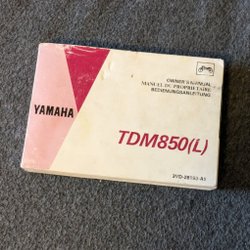 OWNER'S MANUAL
MANUEL DU PROPRIETAIRE
BEDIENUNGSANLEITUNG
YAMAHA
TDM850(L)